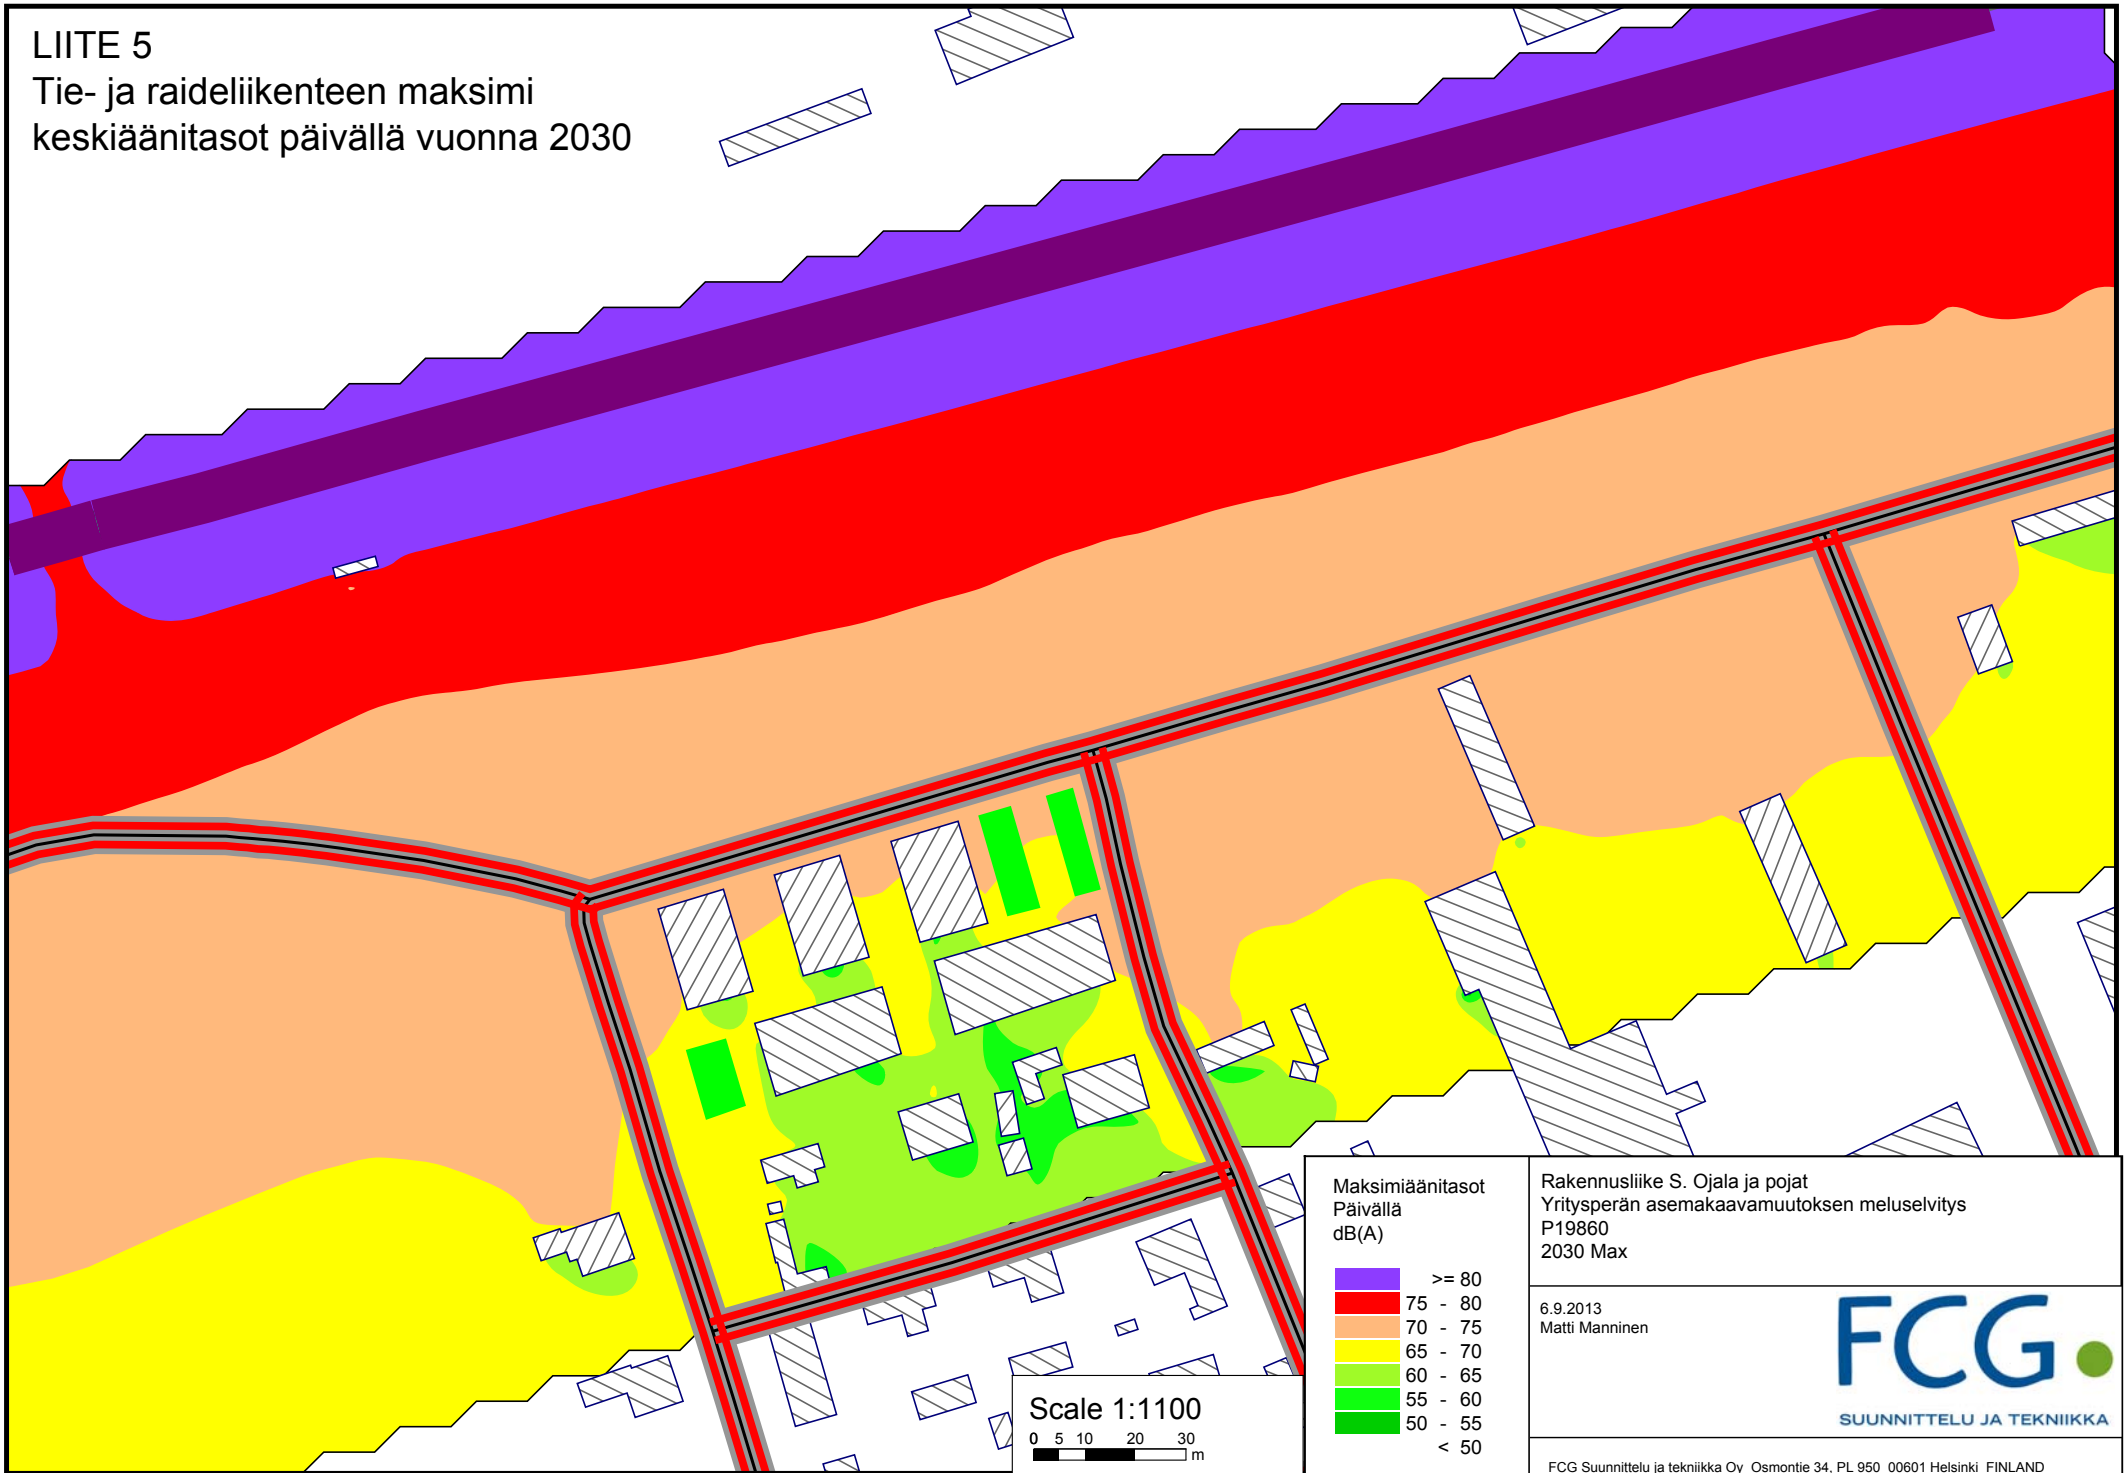 LIITE 5
Tie- ja raideliikenteen maksimi
keskiäänitasot päivällä vuonna 2030
Scale 1:1100
0 5 10 20 30
m
Maksimiäänitasot
Päivällä
dB(A)
>= 80
75 - 80
70 - 75
65 - 70
60 - 65
55 - 60
50 - 55
< 50
Rakennusliike S. Ojala ja pojat
Yritysperän asemakaavamuutoksen meluselvitys
P19860
2030 Max
6.9.2013
Matti Manninen
FCG
SUUNNITTELU JA TEKNIIKKA
FCG Suunnittelu ja tekniikka Oy Osmontie 34, PL 950 00601 Helsinki FINLAND